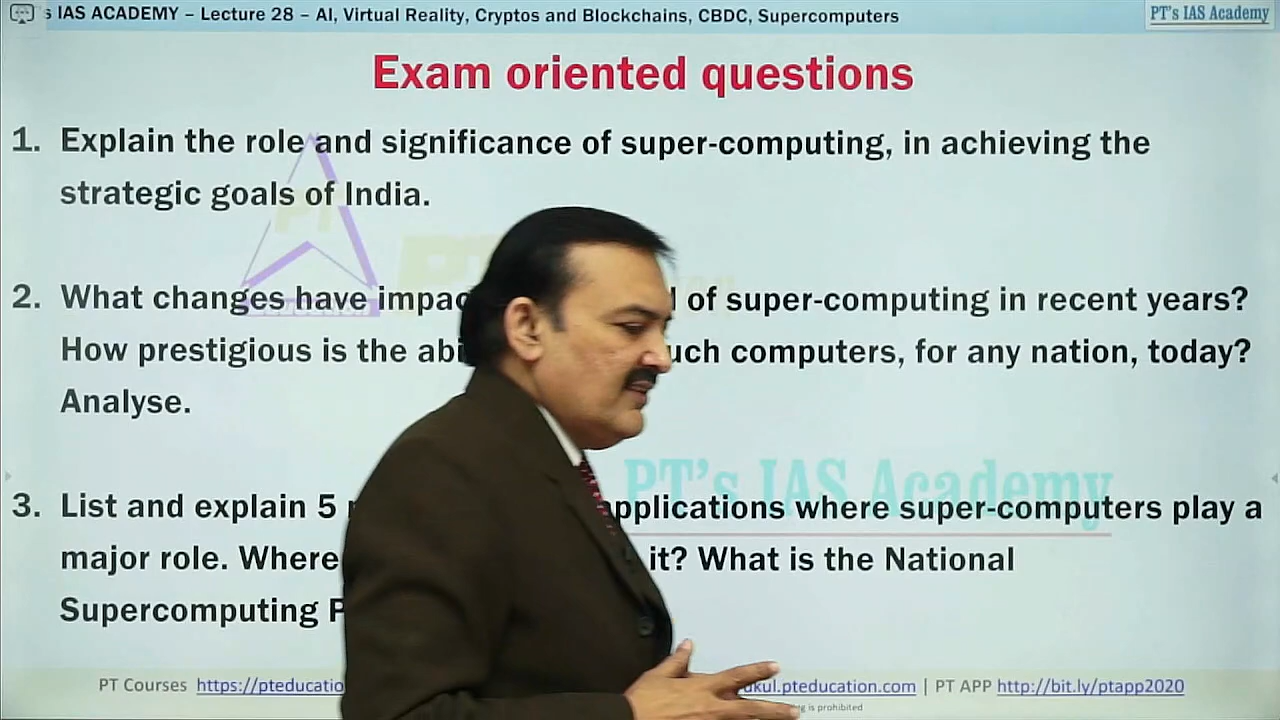 s IAS ACADEMY – Lecture 28 – AI, Virtual Reality, Cryptos and Blockchains, CBDC, Supercomputers
PT's IAS Academy
Exam oriented questions
1. Explain the role and significance of super-computing, in achieving the
strategic goals of India.
2. What changes have of super-computing in recent years?
How prestigious is the computers, for any nation, today?
Analyse.
PT's IAS Academy
3. List and explain 5 where super-computers play a
major role. Where it? What is the National
Supercomputing
PT Courses https://pteducatio ukul.pteducation.com | PT APP http://bit.ly/ptapp2020
is prohibited